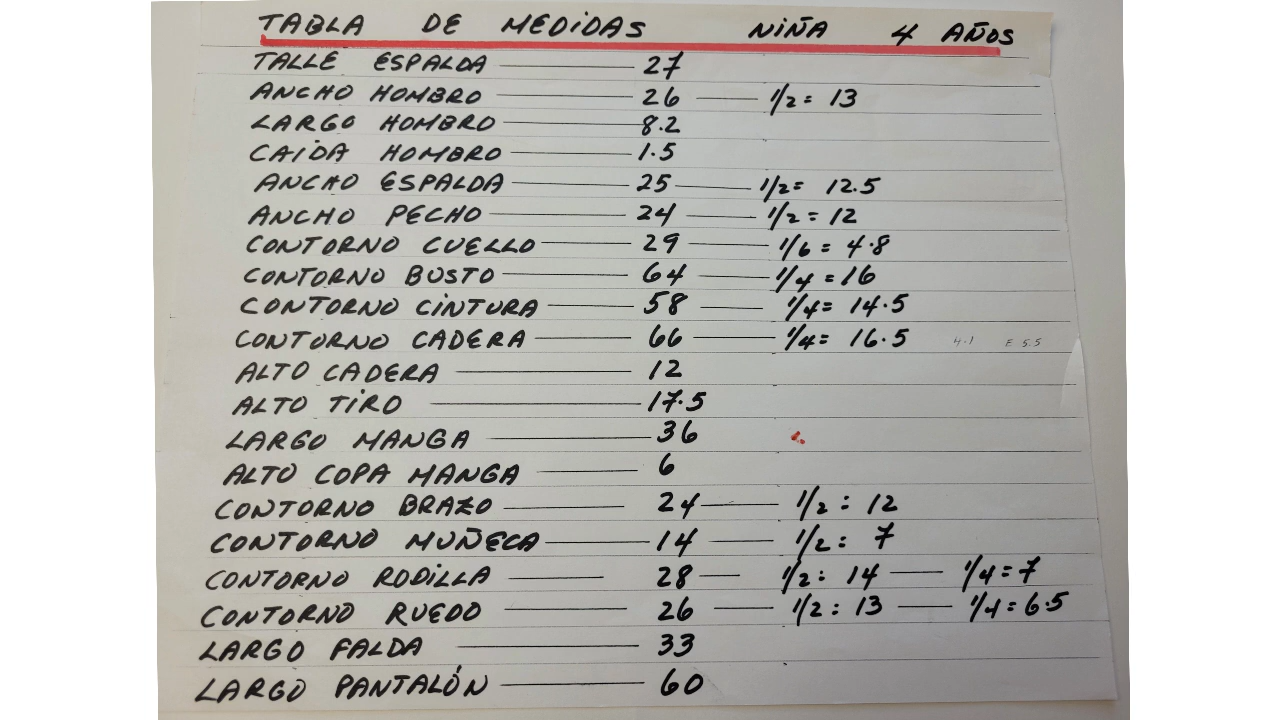 TABLA DE MEDIDAS NIÑA 4 AÑOS
TALLE ESPALDA — 27
ANCHO HOMBRO — 26 — 1/2= 13
LARGO HOMBRO — 8.2
CAIDA HOMBRO — 1.5
ANCHO ESPALDA — 25 — 1/2= 12.5
ANCHO PECHO — 24 — 1/2= 12
CONTORNO CUELLO — 29 — 1/6= 4.8
CONTORNO BUSTO — 64 — 1/4=16
CONTORNO CINTURA — 58 — 1/4= 14.5
CONTORNO CADERA — 66 — 1/4= 16.5 4.1 E 5.5
ALTO CADERA — 12
ALTO TIRO — 17.5
LARGO MANGA — 36
ALTO COPA MANGA — 6
CONTORNO BRAZO — 24 — 1/2: 12
CONTORNO MUÑECA — 14 — 1/2: 7
CONTORNO RODILLA — 28 — 1/2: 14 — 1/4=7
CONTORNO RUEDO — 26 — 1/2: 13 — 1/4=6.5
LARGO FALDA — 33
LARGO PANTALÓN — 60